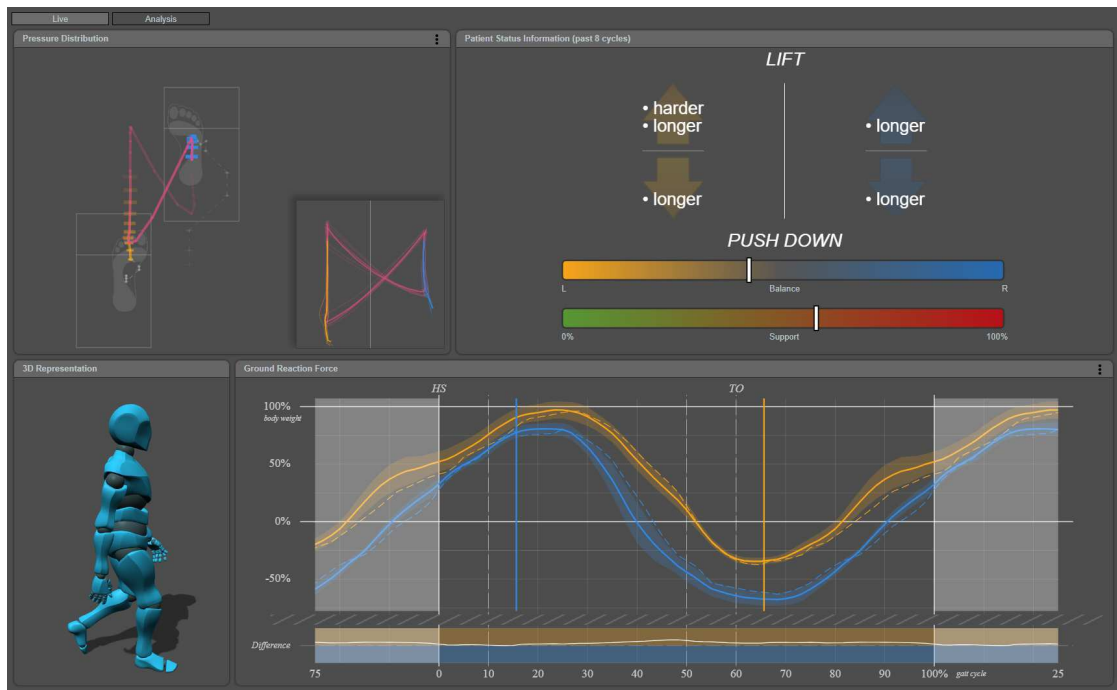 Live
Analysis
Pressure Distribution
Patient Status Information (past 8 cycles)
LIFT
• harder
• longer
• longer
• longer
• longer
PUSH DOWN
L Balance R
0% Support 100%
3D Representation
Ground Reaction Force
HS TO
100%
body weight
50%
0%
-50%
Difference
75 0 10 20 30 40 50 60 70 80 90 100% gait cycle 25